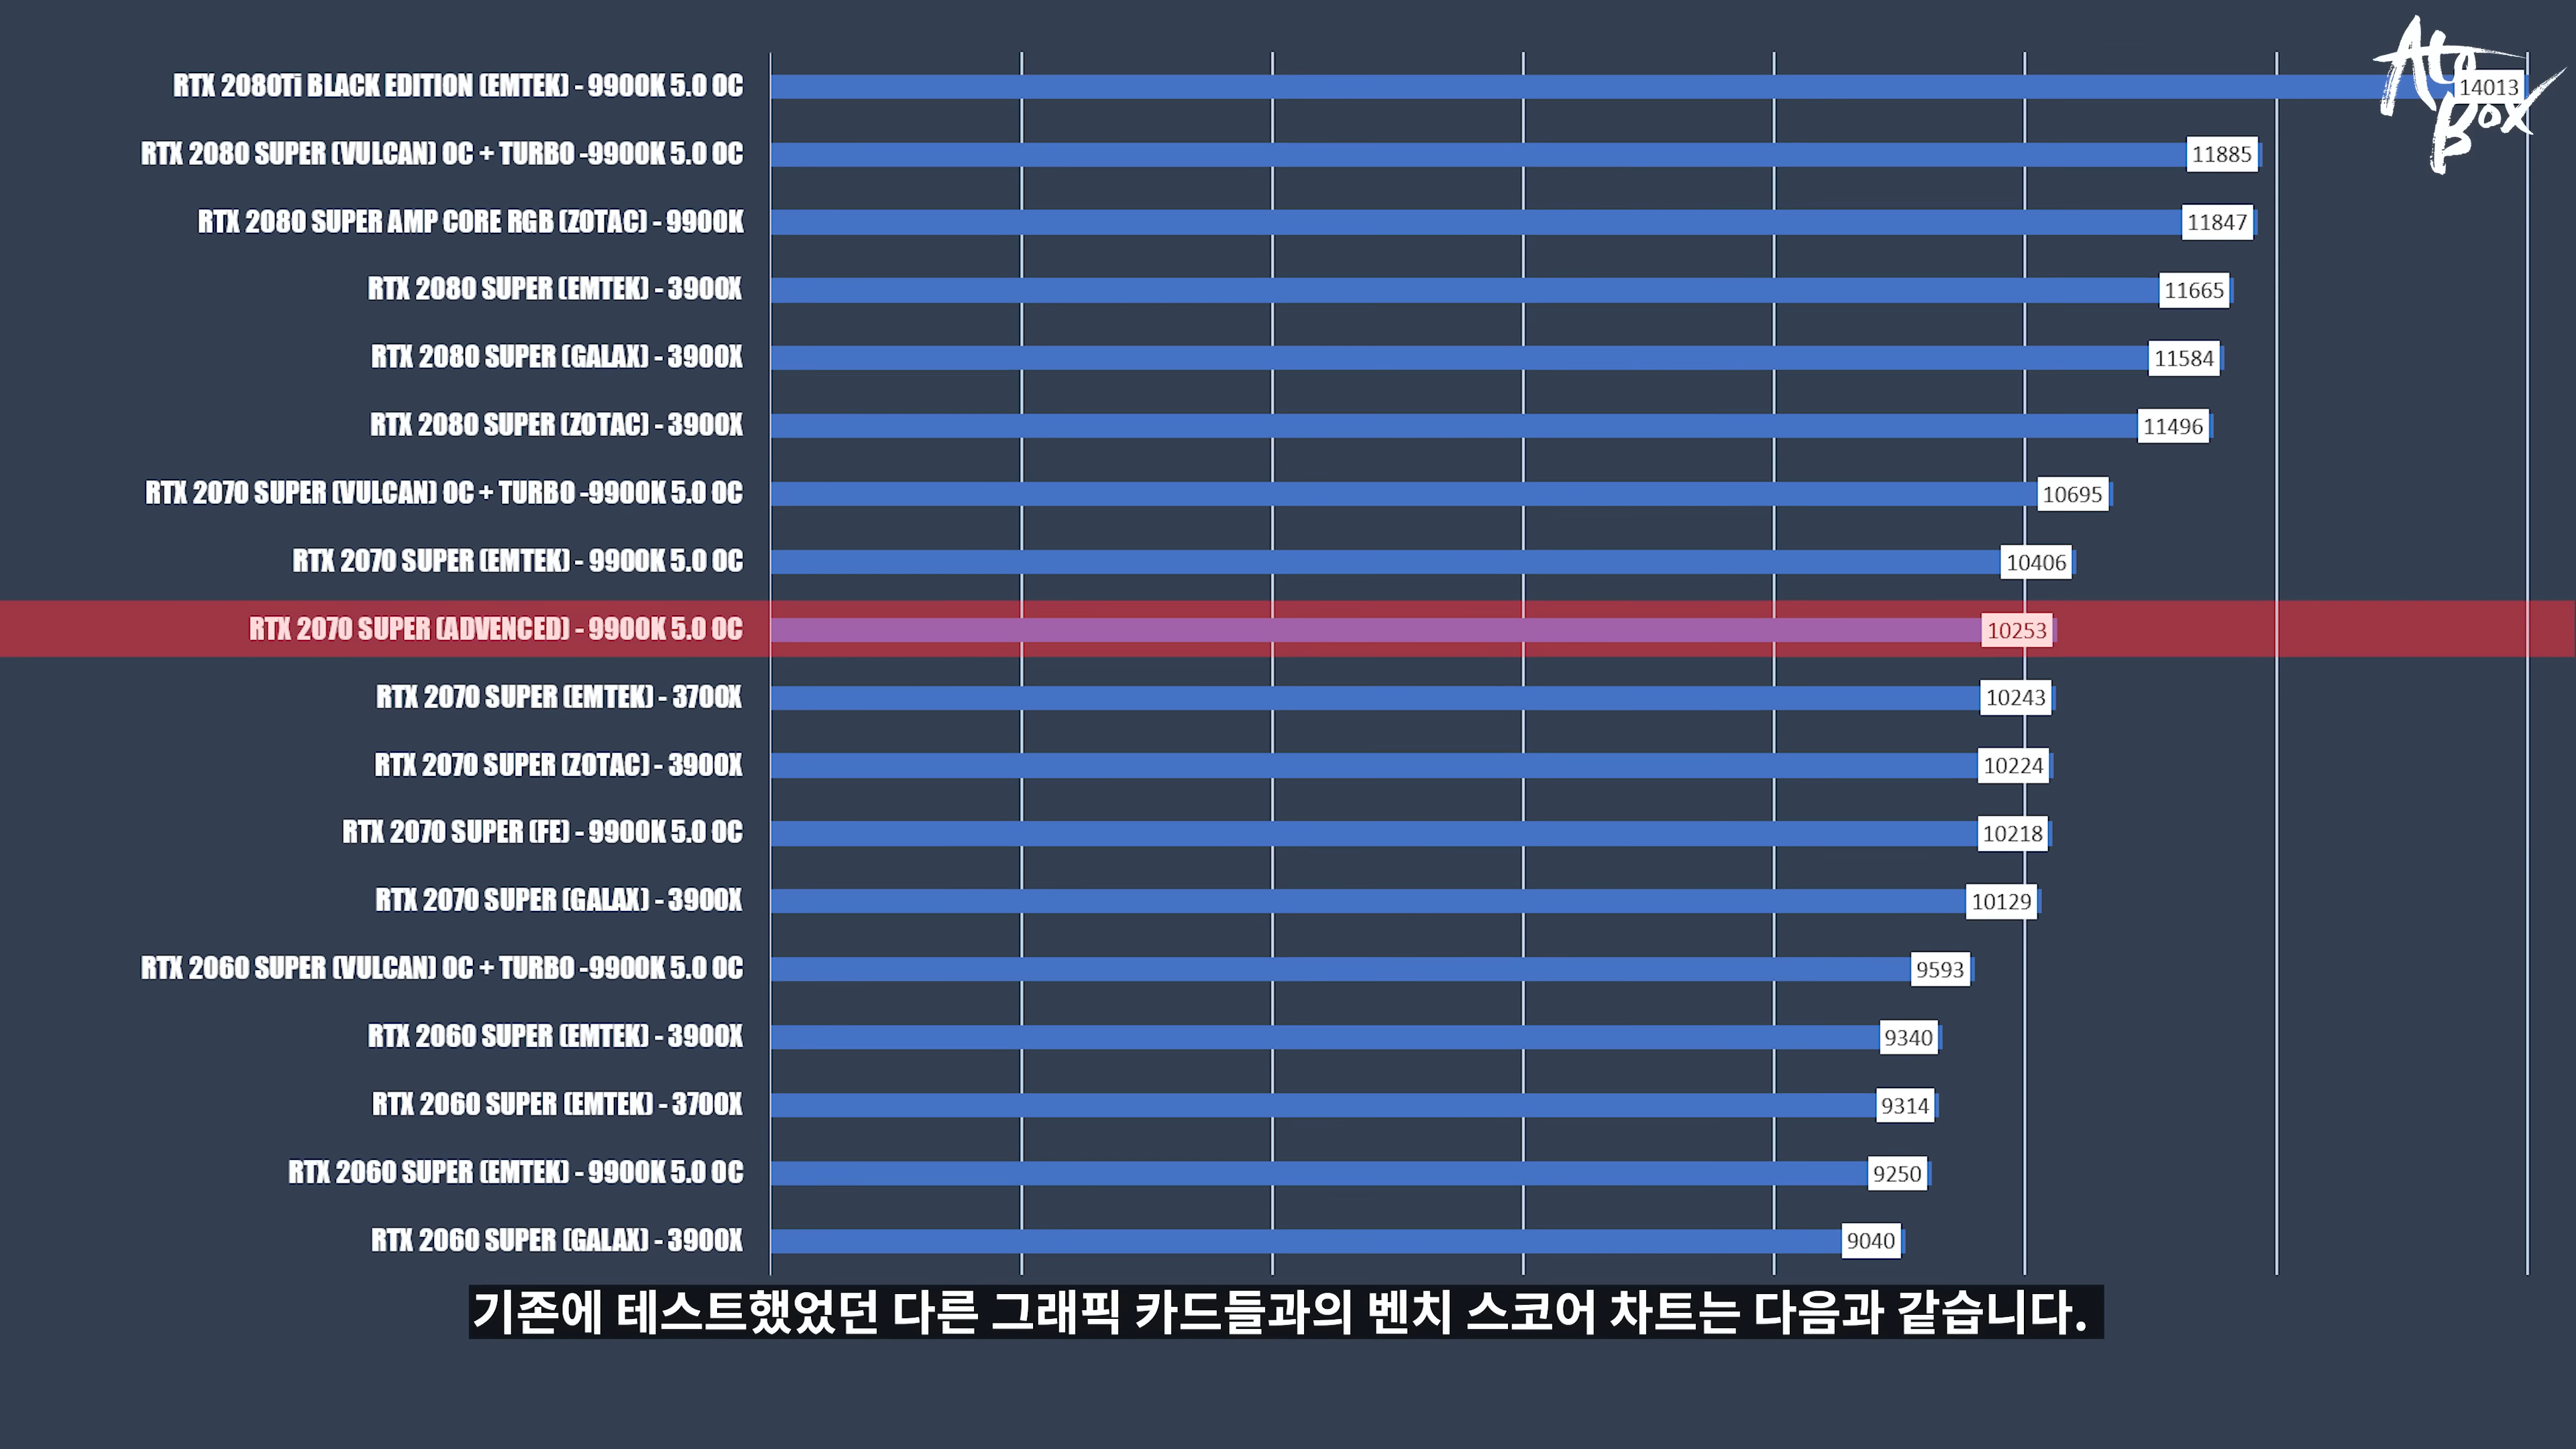 Ato
Box
RTX 2080Ti BLACK EDITION (EMTEK) - 9900K 5.0 OC 14013
RTX 2080 SUPER (VULCAN) OC + TURBO -9900K 5.0 OC 11885
RTX 2080 SUPER AMP CORE RGB (ZOTAC) - 9900K 11847
RTX 2080 SUPER (EMTEK) - 3900X 11665
RTX 2080 SUPER (GALAX) - 3900X 11584
RTX 2080 SUPER (ZOTAC) - 3900X 11496
RTX 2070 SUPER (VULCAN) OC + TURBO -9900K 5.0 OC 10695
RTX 2070 SUPER (EMTEK) - 9900K 5.0 OC 10406
RTX 2070 SUPER (ADVENCED) - 9900K 5.0 OC 10253
RTX 2070 SUPER (EMTEK) - 3700X 10243
RTX 2070 SUPER (ZOTAC) - 3900X 10224
RTX 2070 SUPER (FE) - 9900K 5.0 OC 10218
RTX 2070 SUPER (GALAX) - 3900X 10129
RTX 2060 SUPER (VULCAN) OC + TURBO -9900K 5.0 OC 9593
RTX 2060 SUPER (EMTEK) - 3900X 9340
RTX 2060 SUPER (EMTEK) - 3700X 9314
RTX 2060 SUPER (EMTEK) - 9900K 5.0 OC 9250
RTX 2060 SUPER (GALAX) - 3900X 9040
기존에 테스트했었던 다른 그래픽 카드들과의 벤치 스코어 차트는 다음과 같습니다.